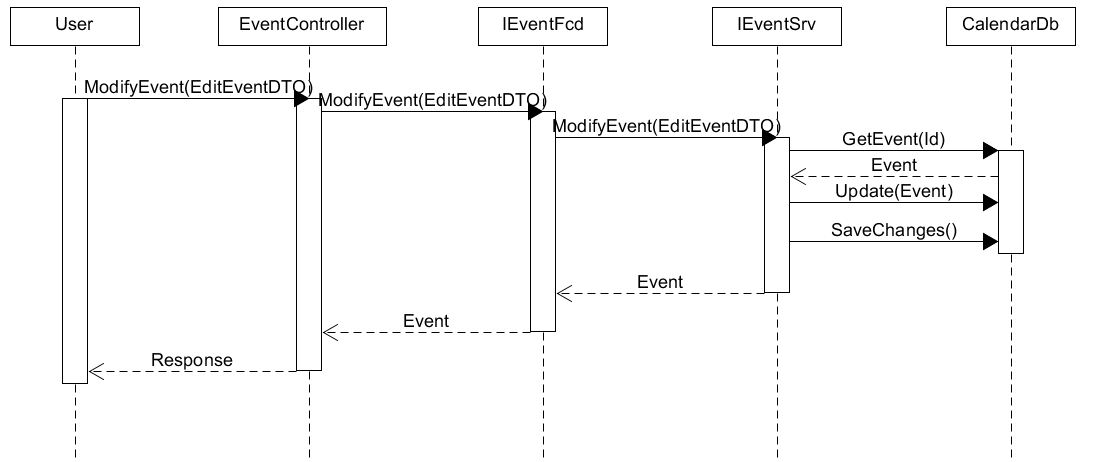 User
EventController
IEventFcd
IEventSrv
CalendarDb
ModifyEvent(EditEventDTO)
ModifyEvent(EditEventDTO)
ModifyEvent(EditEventDTO)
GetEvent(Id)
Event
Update(Event)
SaveChanges()
Event
Event
Response